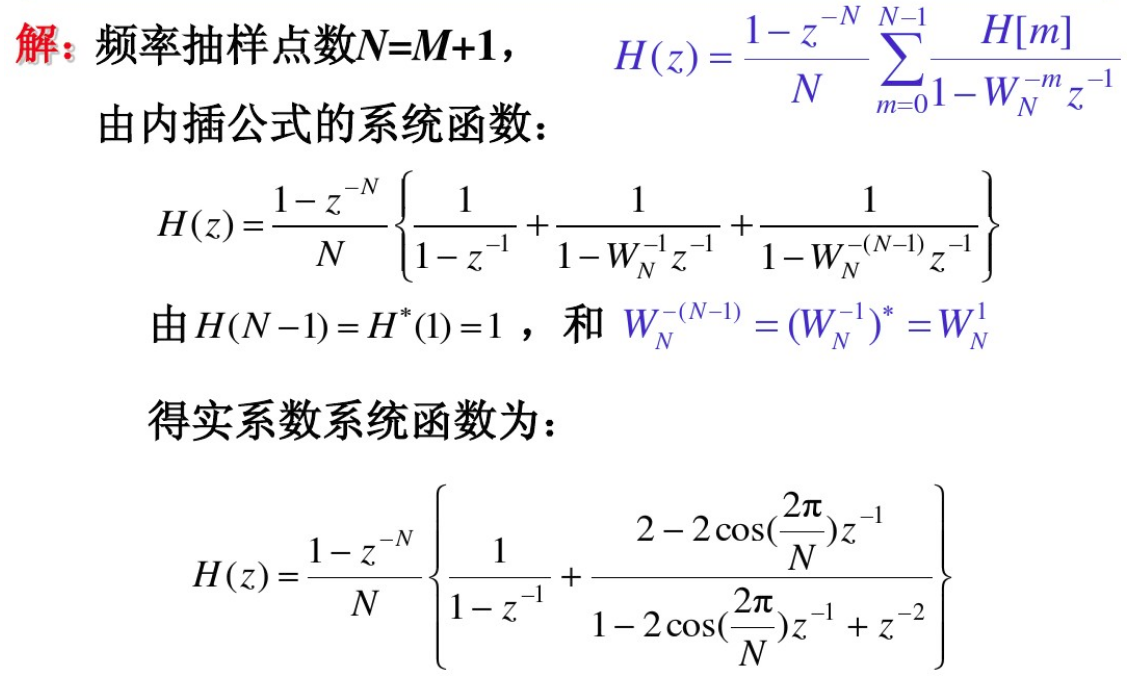 解：频率抽样点数N=M+1， H(z) = \frac{1-z^{-N}}{N} \sum_{m=0}^{N-1} \frac{H[m]}{1-W_N^{-m} z^{-1}}
由内插公式的系统函数：
H(z) = \frac{1-z^{-N}}{N} \left\{ \frac{1}{1-z^{-1}} + \frac{1}{1-W_N^{-1} z^{-1}} + \frac{1}{1-W_N^{-(N-1)} z^{-1}} \right\}
由 H(N-1) = H^*(1) = 1 ，和 W_N^{-(N-1)} = (W_N^{-1})^* = W_N^1
得实系数系统函数为：
H(z) = \frac{1-z^{-N}}{N} \left\{ \frac{1}{1-z^{-1}} + \frac{2-2\cos(\frac{2π}{N})z^{-1}}{1-2\cos(\frac{2π}{N})z^{-1}+z^{-2}} \right\}